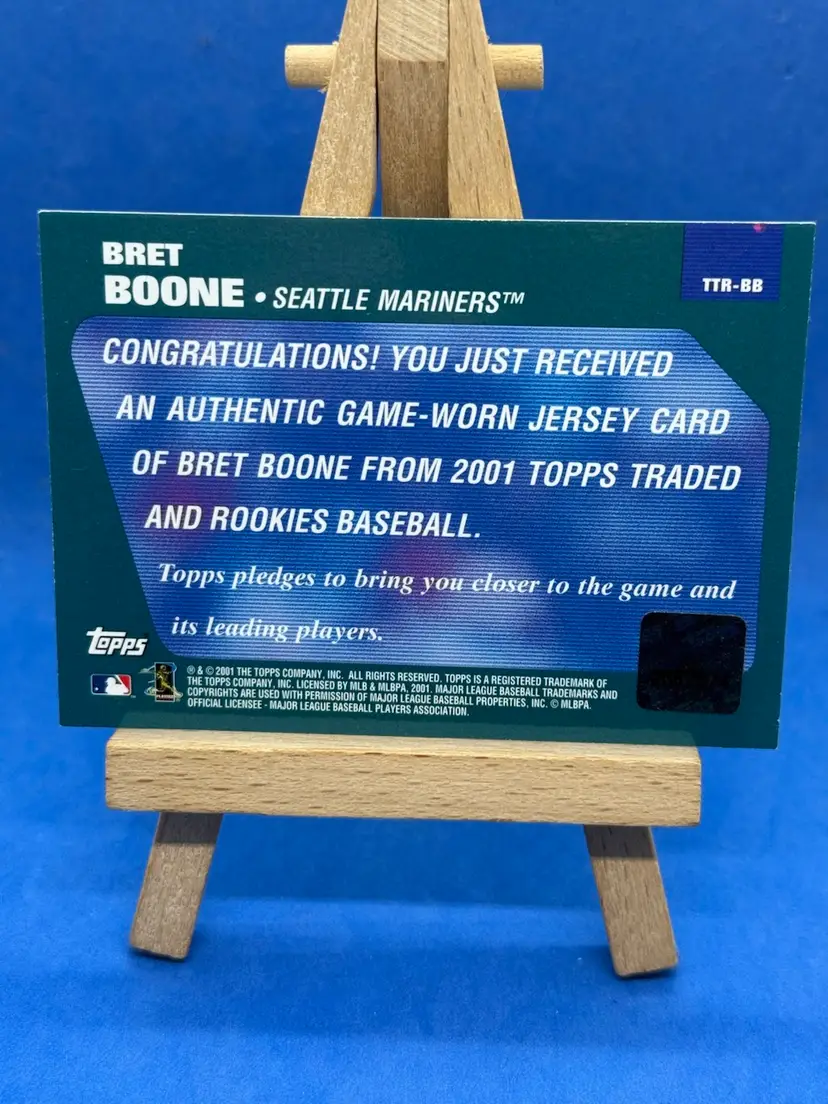 BRET
BOONE • SEATTLE MARINERS™
TTR-BB
CONGRATULATIONS! YOU JUST RECEIVED
AN AUTHENTIC GAME-WORN JERSEY CARD
OF BRET BOONE FROM 2001 TOPPS TRADED
AND ROOKIES BASEBALL.
Topps pledges to bring you closer to the game and
its leading players.
Topps
® & © 2001 THE TOPPS COMPANY, INC. ALL RIGHTS RESERVED. TOPPS IS A REGISTERED TRADEMARK OF
THE TOPPS COMPANY, INC. LICENSED BY MLB & MLBPA, 2001. MAJOR LEAGUE BASEBALL TRADEMARKS AND
COPYRIGHTS ARE USED WITH PERMISSION OF MAJOR LEAGUE BASEBALL PROPERTIES, INC. © MLBPA.
OFFICIAL LICENSEE - MAJOR LEAGUE BASEBALL PLAYERS ASSOCIATION.